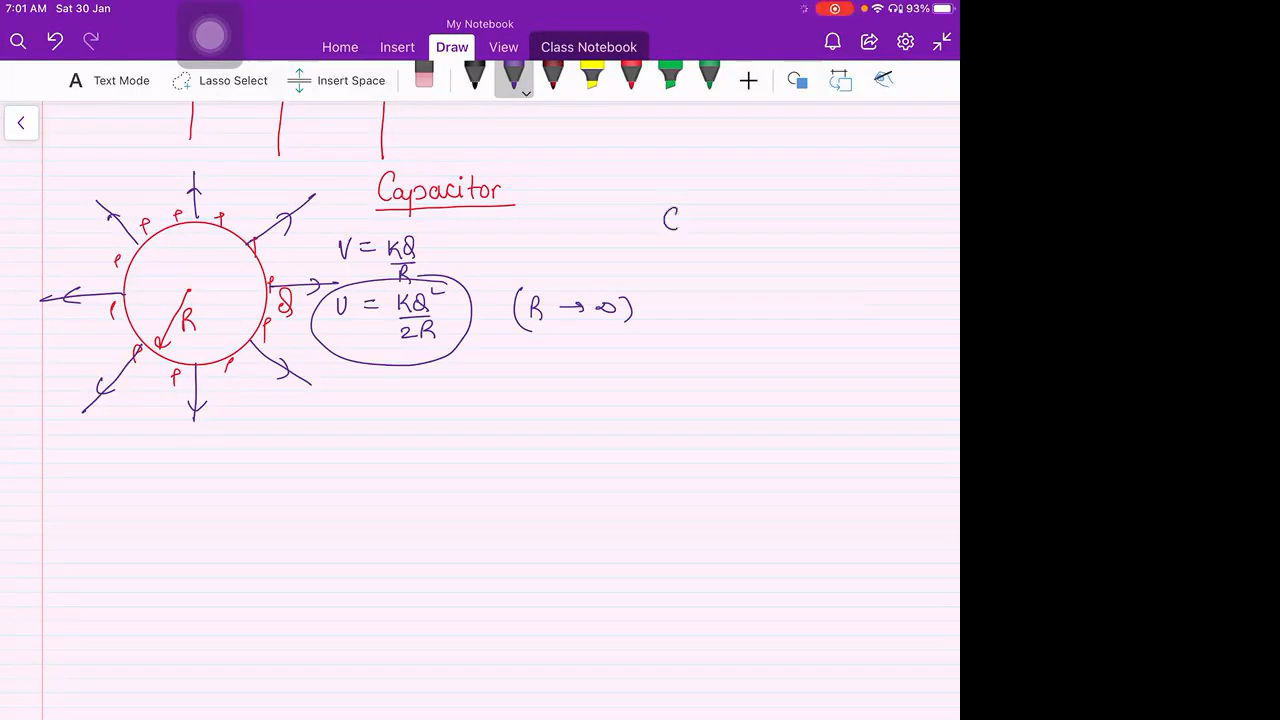 7:01 AM Sat 30 Jan
93%
My Notebook
Home Insert Draw View Class Notebook
A Text Mode Lasso Select Insert Space
Capacitor
C
V = KQ/R
U = KQ²/2R
(R → ∞)
R
Q